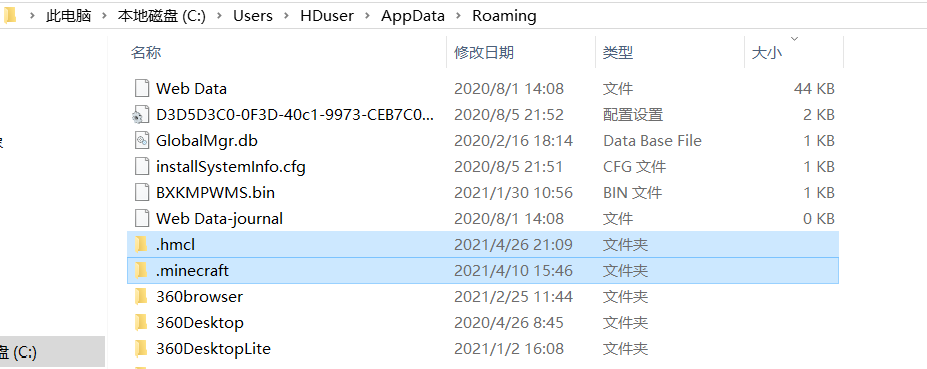 此电脑 › 本地磁盘 (C:) › Users › HDuser › AppData › Roaming
名称 修改日期 类型 大小
Web Data 2020/8/1 14:08 文件 44 KB
D3D5D3C0-0F3D-40c1-9973-CEB7C0... 2020/8/5 21:52 配置设置 2 KB
GlobalMgr.db 2020/2/16 18:14 Data Base File 1 KB
installSystemInfo.cfg 2020/8/5 21:51 CFG 文件 1 KB
BXKMPWMS.bin 2021/1/30 10:56 BIN 文件 1 KB
Web Data-journal 2020/8/1 14:08 文件 0 KB
.hmcl 2021/4/26 21:09 文件夹
.minecraft 2021/4/10 15:46 文件夹
360browser 2021/2/25 11:44 文件夹
360Desktop 2020/4/26 8:45 文件夹
360DesktopLite 2021/1/2 16:08 文件夹
盘 (C:)